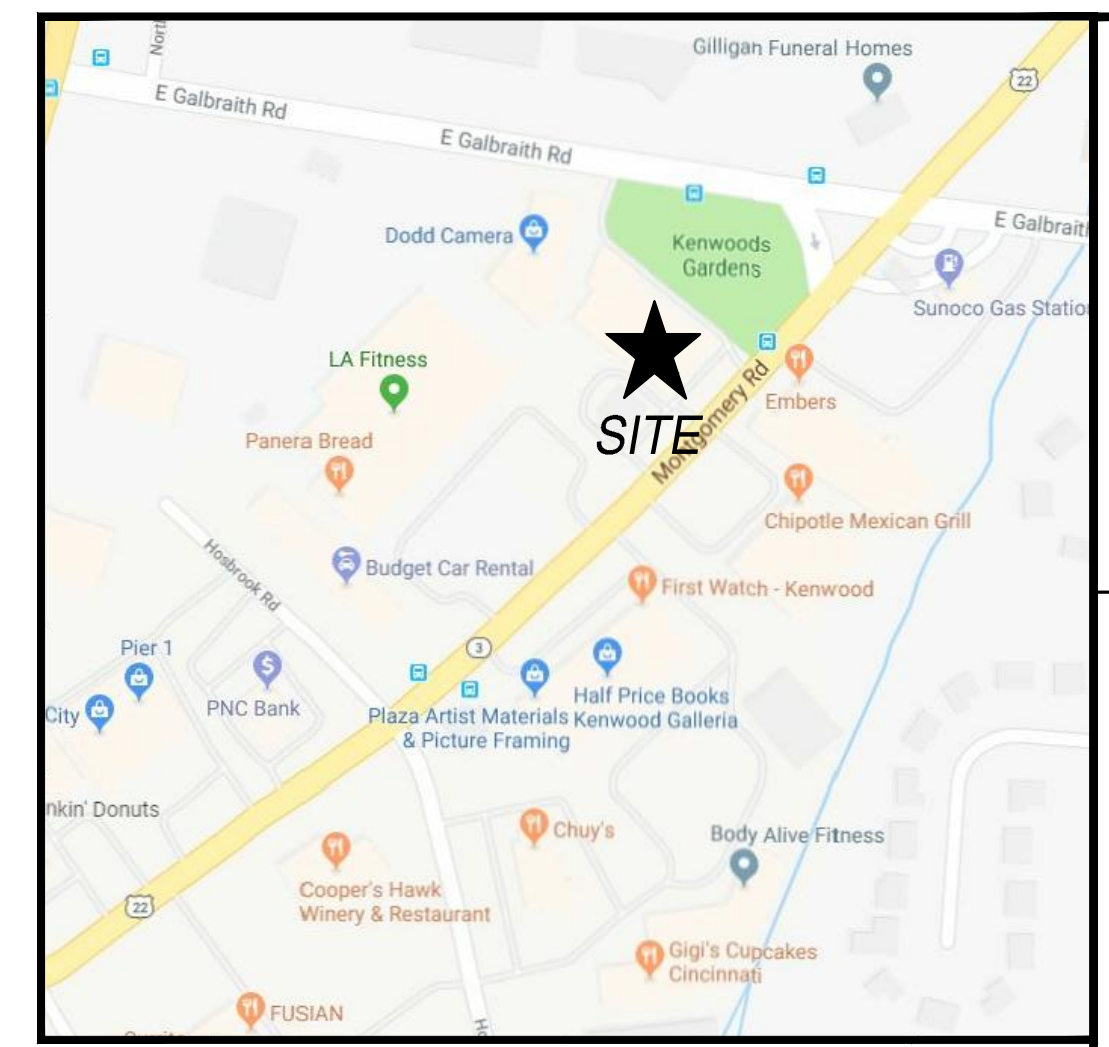 North
Gilligan Funeral Homes
22
E Galbraith Rd
E Galbraith Rd
E Galbraith
Dodd Camera
Kenwoods
Gardens
Sunoco Gas Station
LA Fitness
SITE
Montgomery Rd
Embers
Panera Bread
Chipotle Mexican Grill
Hosbrook Rd
Budget Car Rental
First Watch - Kenwood
3
Pier 1
City
PNC Bank
Half Price Books
Kenwood Galleria
Plaza Artist Materials
& Picture Framing
nkin' Donuts
Chuy's
Body Alive Fitness
22
Cooper's Hawk
Winery & Restaurant
Gigi's Cupcakes
Cincinnati
FUSIAN
Ho